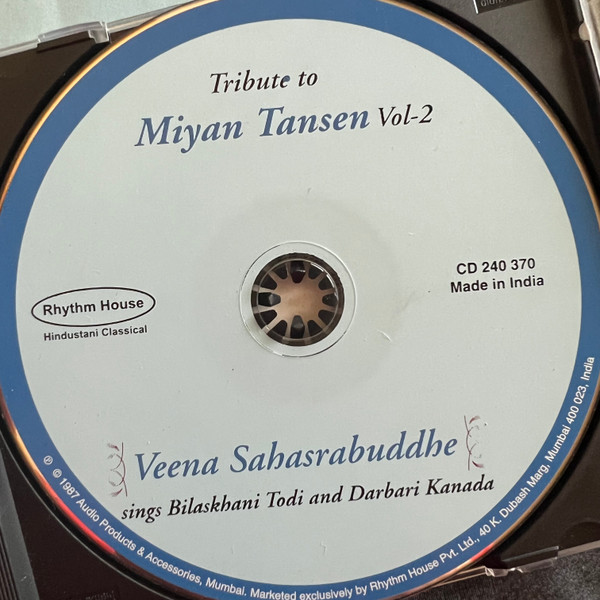 Tribute to
Miyan Tansen Vol-2
Rhythm House
Hindustani Classical
CD 240 370
Made in India
Veena Sahasrabuddhe
sings Bilaskhani Todi and Darbari Kanada
℗ © 1987 Audio Products & Accessories, Mumbai. Marketed exclusively by Rhythm House Pvt. Ltd., 40 K. Dubash Marg, Mumbai 400 023, India